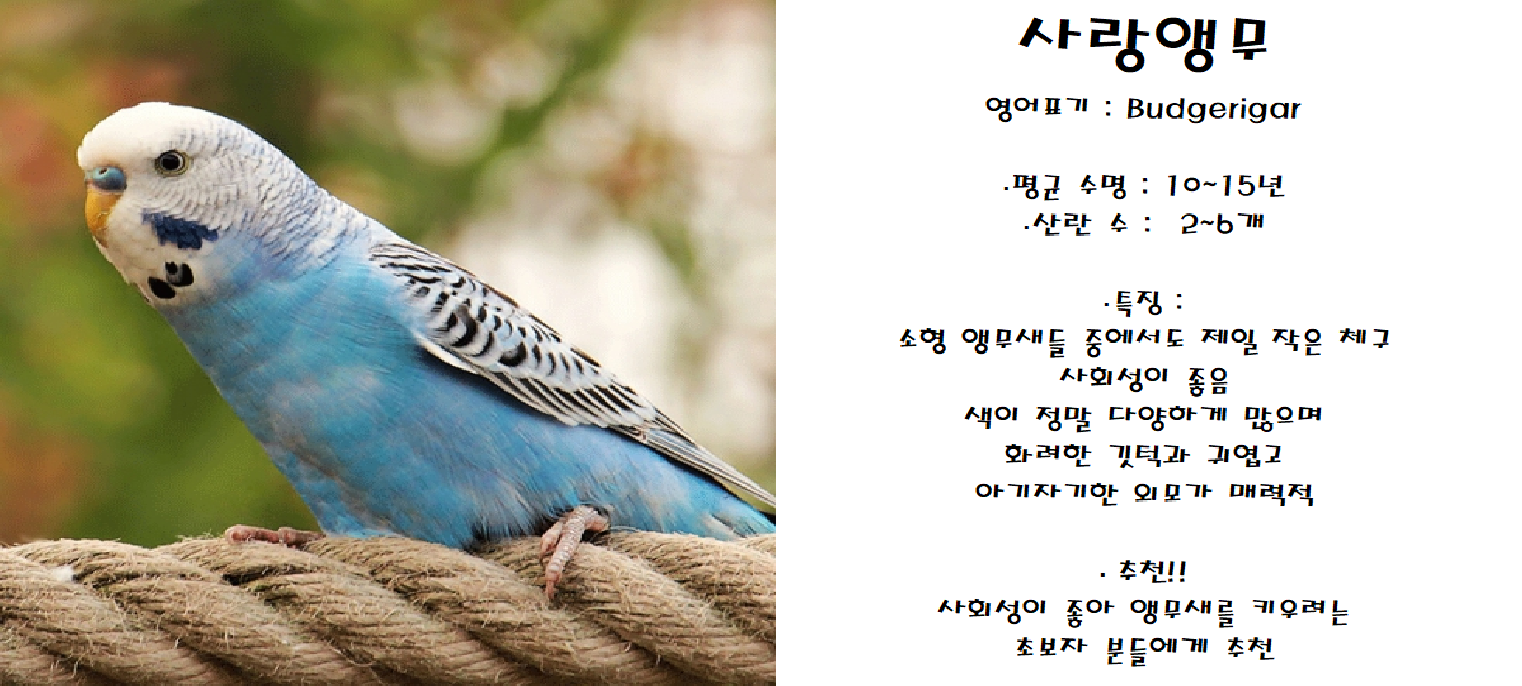 사랑앵무
영어표기 : Budgerigar
·평균 수명 : 10~15년
·산란 수 : 2~6개
·특징 :
소형 앵무새들 중에서도 제일 작은 체구
사회성이 좋음
색이 정말 다양하게 많으며
화려한 깃털과 귀엽고
아기자기한 외모가 매력적
· 추천!!
사회성이 좋아 앵무새를 키우려는
초보자 분들에게 추천